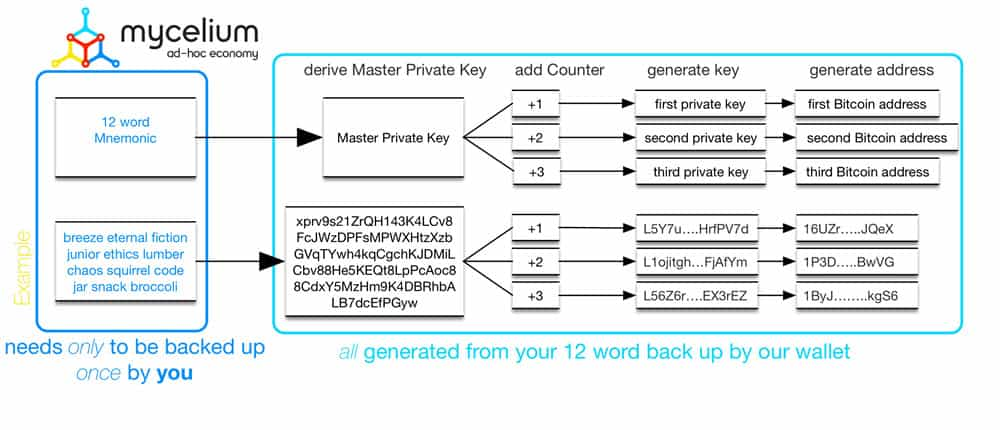 mycelium
ad-hoc economy
derive Master Private Key
add Counter
generate key
generate address
12 word
Mnemonic
Master Private Key
+1
first private key
first Bitcoin address
+2
second private key
second Bitcoin address
+3
third private key
third Bitcoin address
Example
breeze eternal fiction
junior ethics lumber
chaos squirrel code
jar snack broccoli
xprv9s21ZrQH143K4LCv8
FcJWzDPFsMPWXHtzXzb
GVqTYwh4kqCgchKJDMiL
Cbv88He5KEQt8LpPcAoc8
8CdxY5MzHm9K4DBRhbA
LB7dcEfPGyw
+1
L5Y7u....HrfPV7d
16UZr.....JQeX
+2
L1ojitgh...FjAfYm
1P3D.....BwVG
+3
L56Z6r....EX3rEZ
1ByJ........kgS6
needs only to be backed up
once by you
all generated from your 12 word back up by our wallet